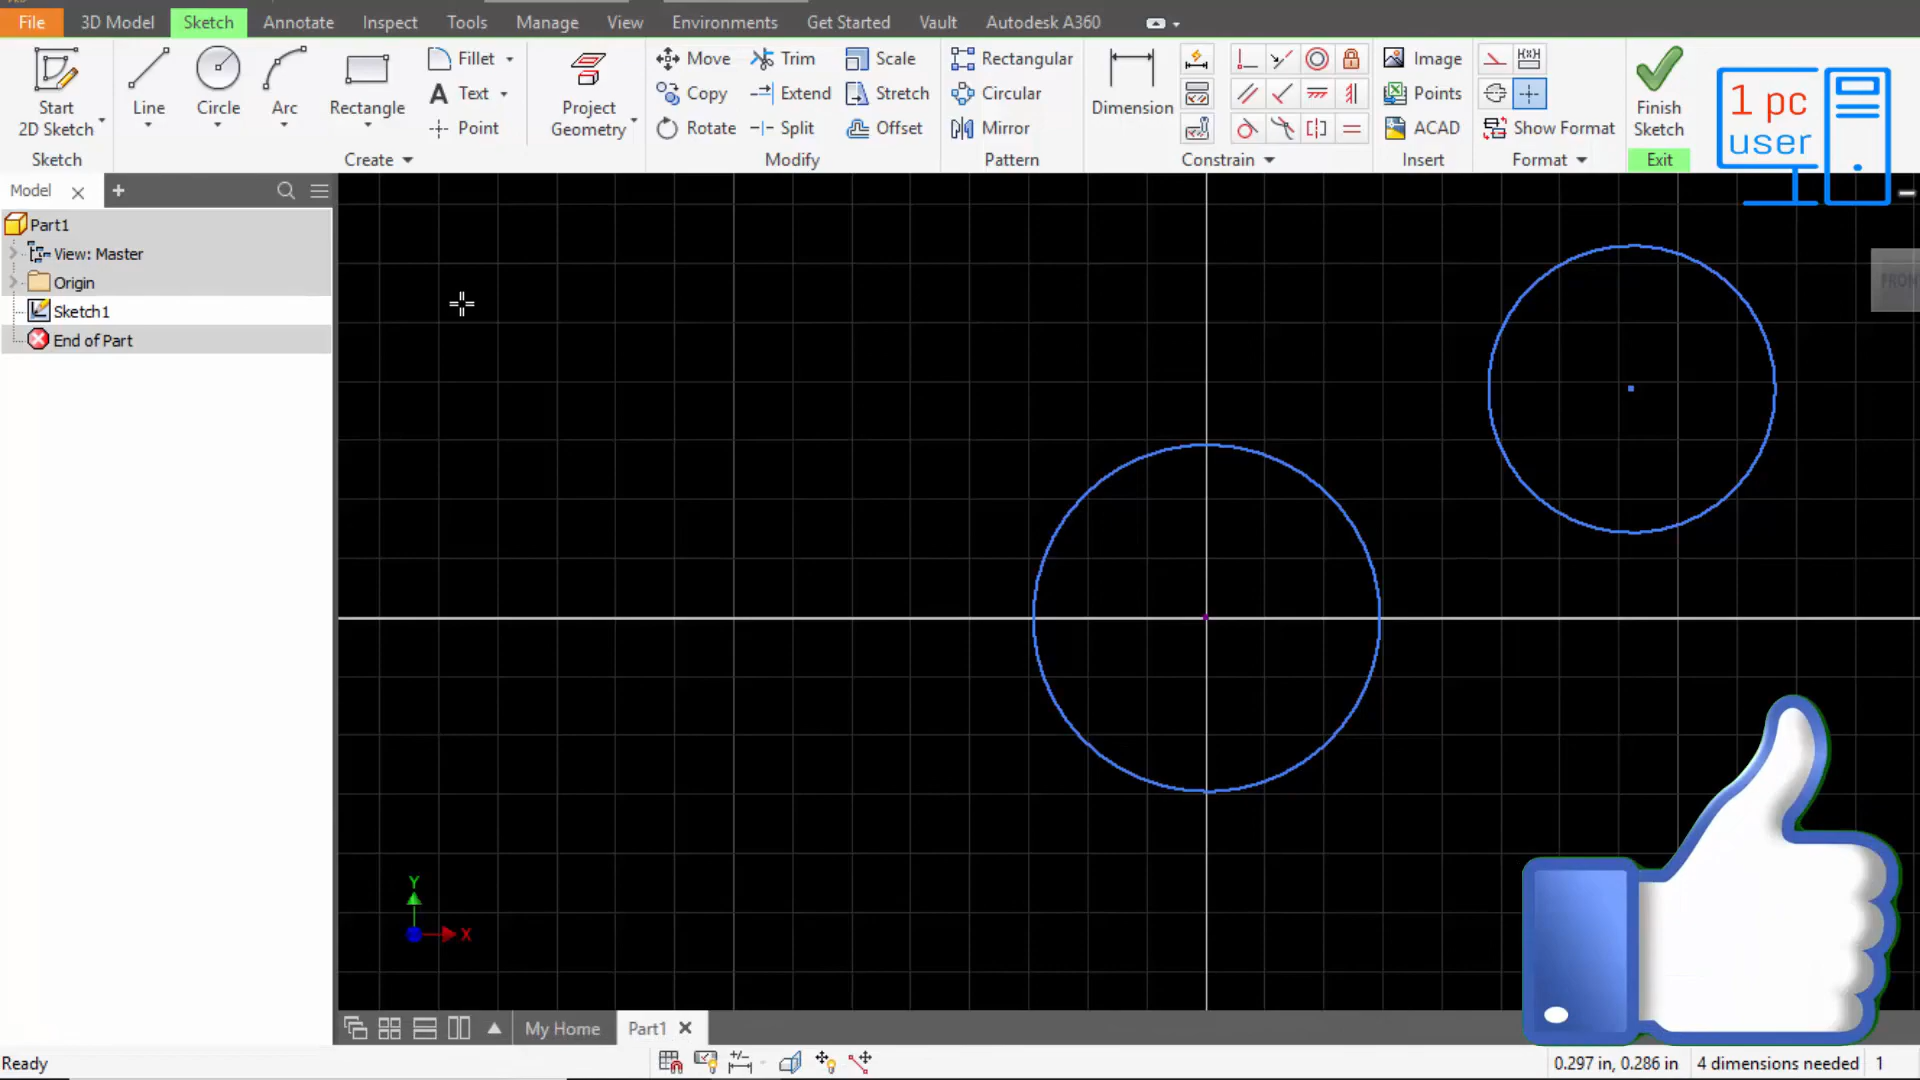 File 3D Model Sketch Annotate Inspect Tools Manage View Environments Get Started Vault Autodesk A360
Start
2D Sketch
Line
Circle
Arc
Rectangle
Fillet
Text
Point
Project
Geometry
Move
Copy
Rotate
Trim
Extend
Split
Scale
Stretch
Offset
Rectangular
Circular
Mirror
Dimension
Image
Points
ACAD
Show Format
Finish
Sketch
Sketch Create Modify Pattern Constrain Insert Format Exit
1 pc
user
Model
Part1
View: Master
Origin
Sketch1
End of Part
Y
X
My Home Part1
Ready 0.297 in, 0.286 in 4 dimensions needed 1